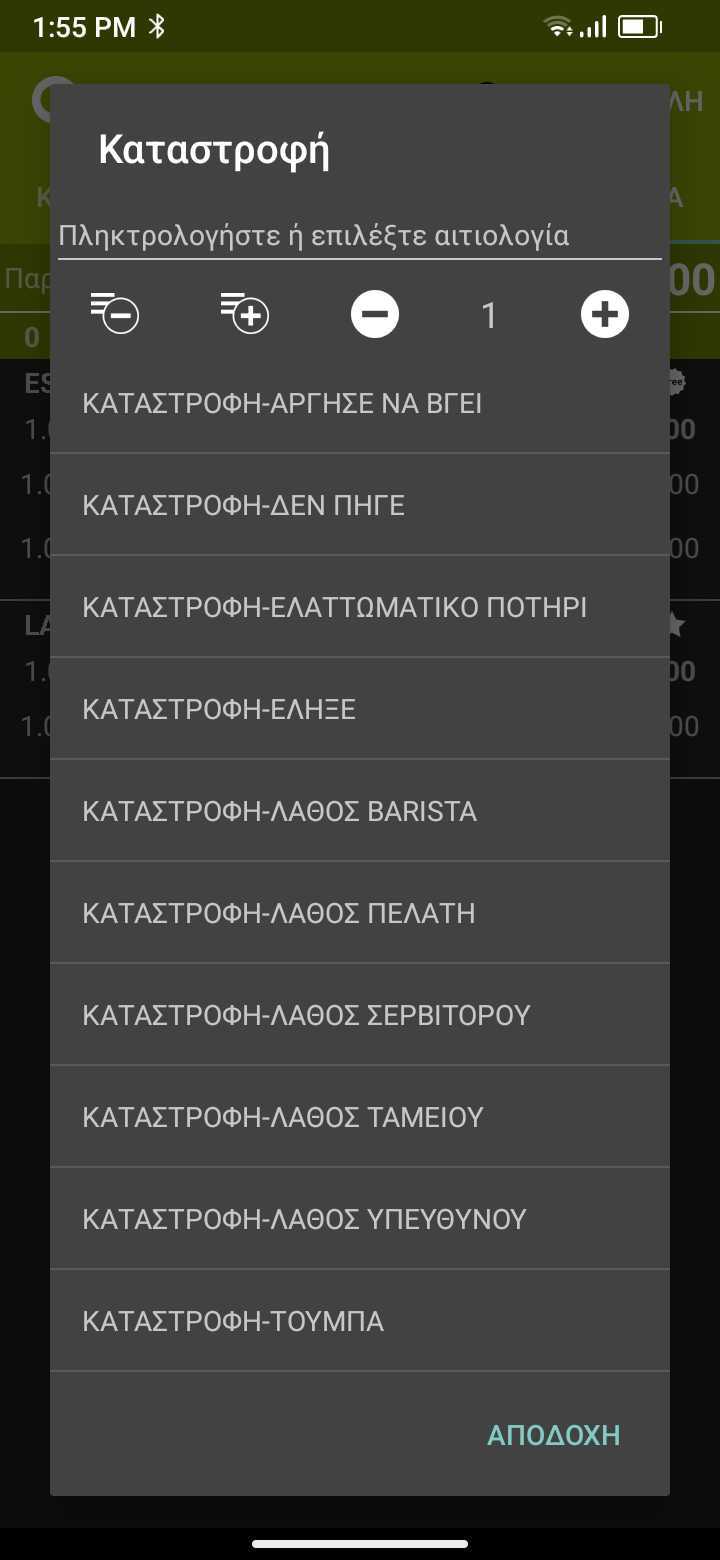 1:55 PM
Καταστροφή
Πληκτρολογήστε ή επιλέξτε αιτιολογία
1
ΚΑΤΑΣΤΡΟΦΗ-ΑΡΓΗΣΕ ΝΑ ΒΓΕΙ
ΚΑΤΑΣΤΡΟΦΗ-ΔΕΝ ΠΗΓΕ
ΚΑΤΑΣΤΡΟΦΗ-ΕΛΑΤΤΩΜΑΤΙΚΟ ΠΟΤΗΡΙ
ΚΑΤΑΣΤΡΟΦΗ-ΕΛΗΞΕ
ΚΑΤΑΣΤΡΟΦΗ-ΛΑΘΟΣ BARISTA
ΚΑΤΑΣΤΡΟΦΗ-ΛΑΘΟΣ ΠΕΛΑΤΗ
ΚΑΤΑΣΤΡΟΦΗ-ΛΑΘΟΣ ΣΕΡΒΙΤΟΡΟΥ
ΚΑΤΑΣΤΡΟΦΗ-ΛΑΘΟΣ ΤΑΜΕΙΟΥ
ΚΑΤΑΣΤΡΟΦΗ-ΛΑΘΟΣ ΥΠΕΥΘΥΝΟΥ
ΚΑΤΑΣΤΡΟΦΗ-ΤΟΥΜΠΑ
ΑΠΟΔΟΧΗ